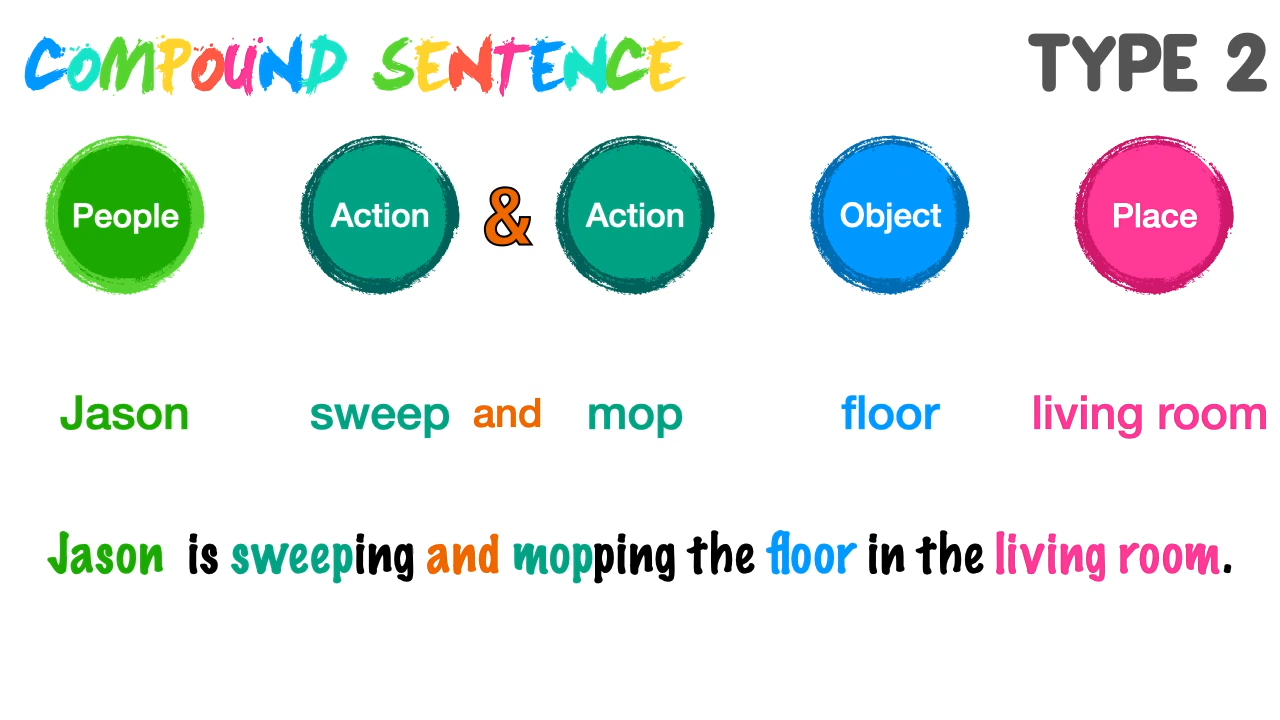 COMPOUND SENTENCE TYPE 2
People Action & Action Object Place
Jason sweep and mop floor living room
Jason is sweeping and mopping the floor in the living room.